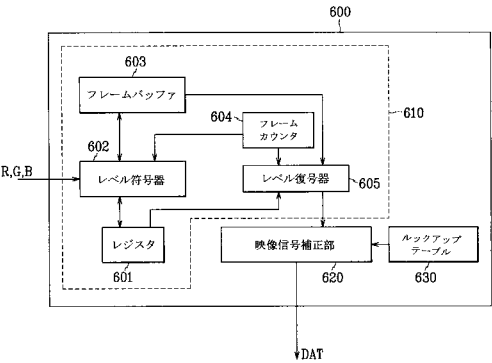 600
603
フレームバッファ
604
フレーム
カウンタ
610
602
R,G,B
レベル符号器
レベル復号器
605
レジスタ
601
映像信号補正部
620
ルックアップ
テーブル
630
DAT